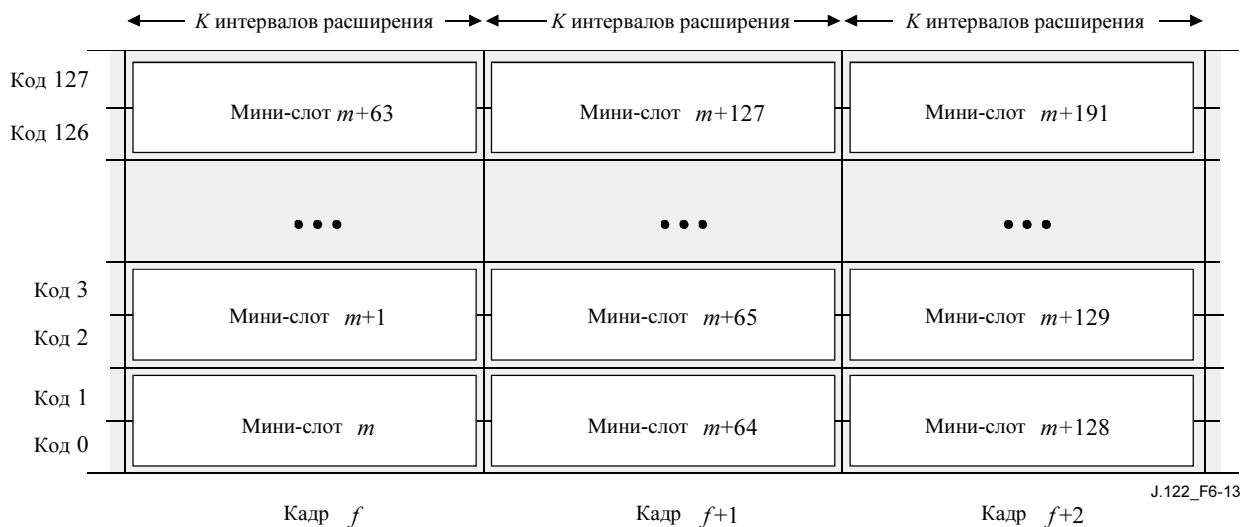 K интервалов расширения K интервалов расширения K интервалов расширения
Код 127
Мини-слот m+63 Мини-слот m+127 Мини-слот m+191
Код 126
Код 3
Мини-слот m+1 Мини-слот m+65 Мини-слот m+129
Код 2
Код 1
Мини-слот m Мини-слот m+64 Мини-слот m+128
Код 0
J.122_F6-13
Кадр f Кадр f+1 Кадр f+2